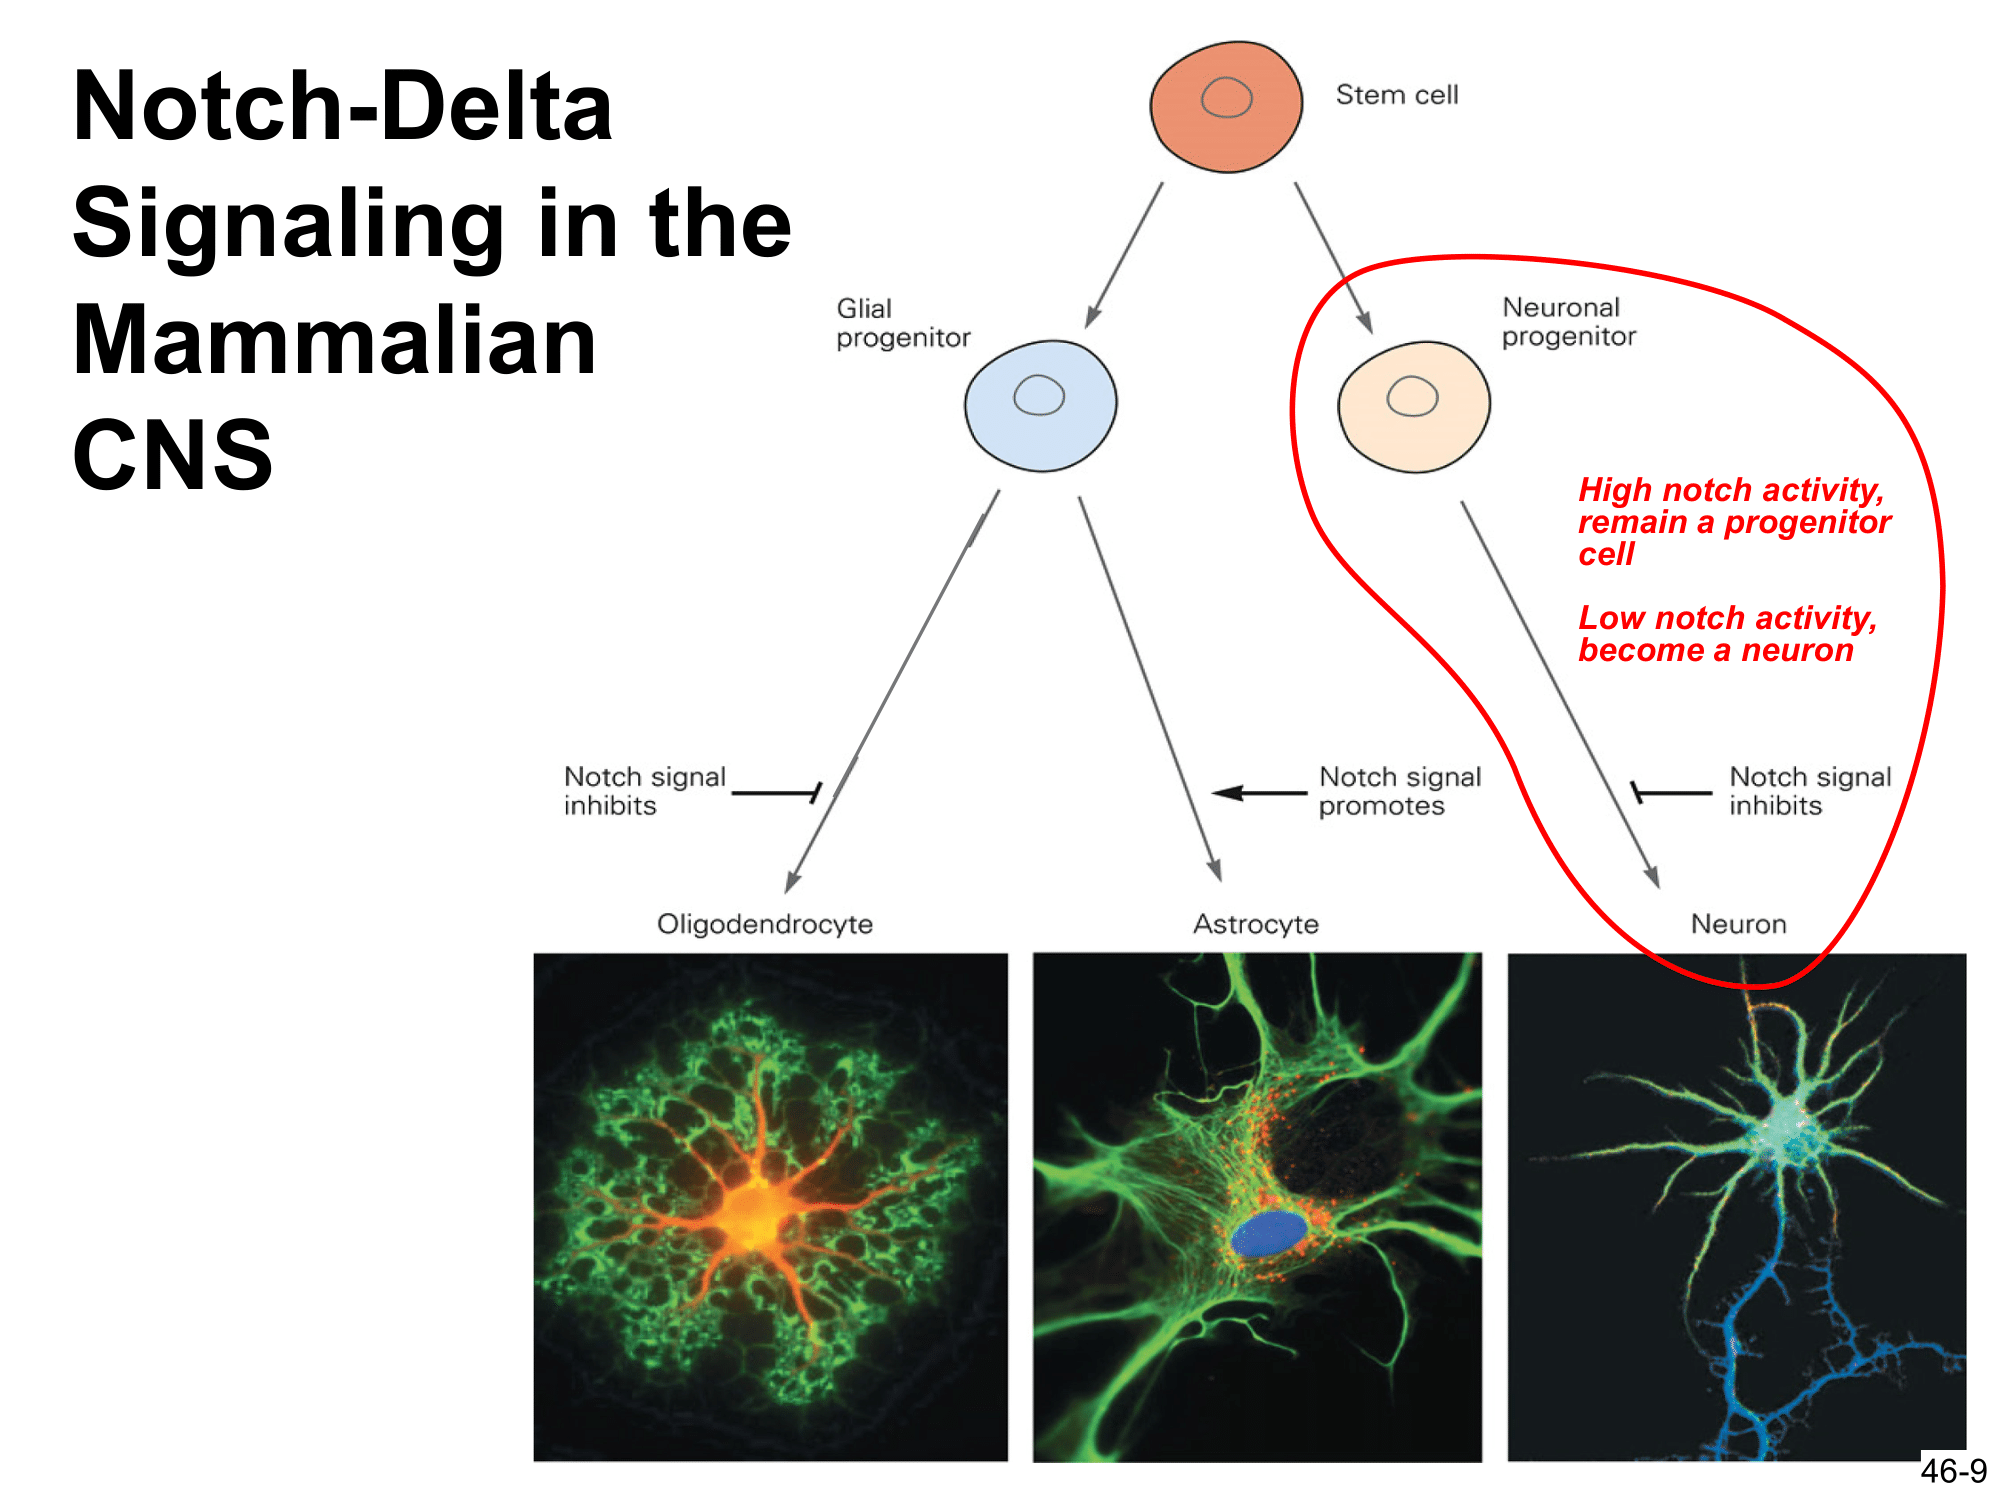 Notch-Delta
Signaling in the
Mammalian
CNS
Stem cell
Glial
progenitor
Neuronal
progenitor
High notch activity,
remain a progenitor
cell
Low notch activity,
become a neuron
Notch signal
inhibits
Notch signal
promotes
Notch signal
inhibits
Oligodendrocyte
Astrocyte
Neuron
46-9